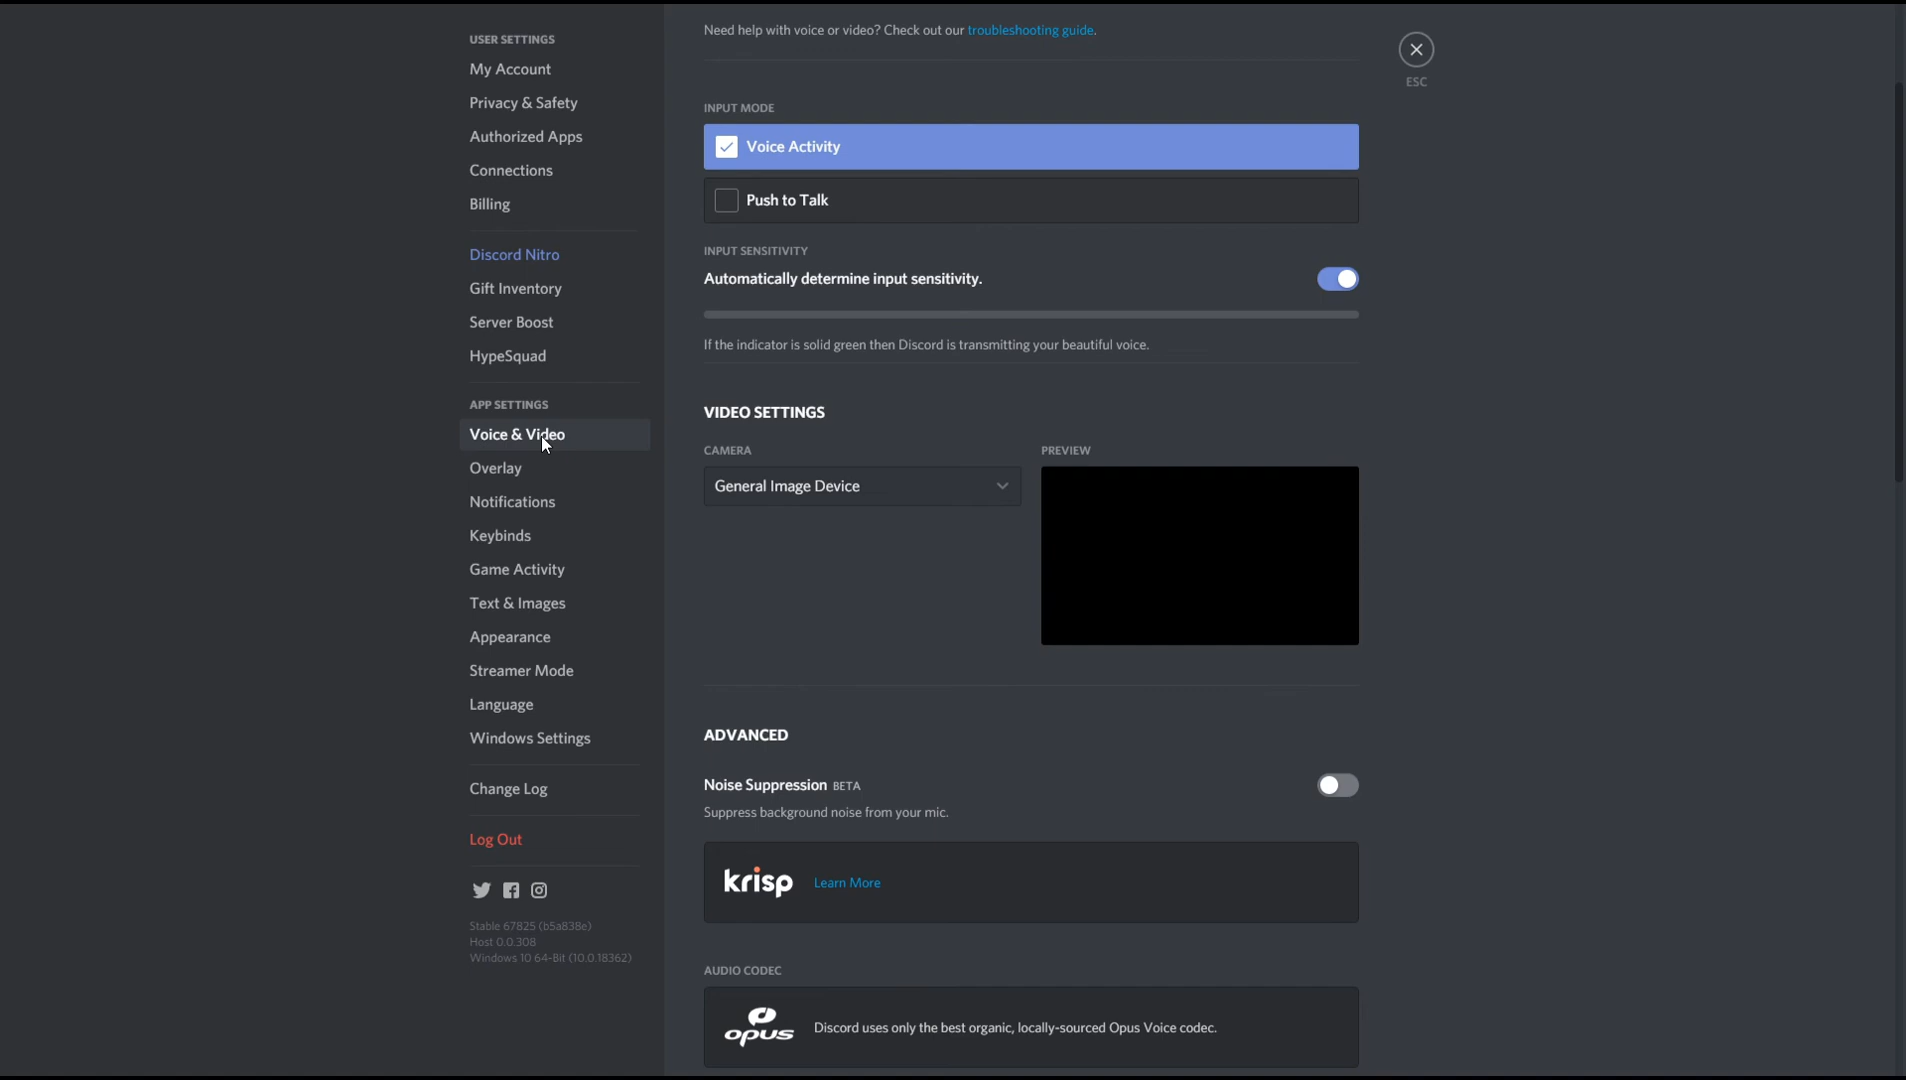 USER SETTINGS
My Account
Privacy & Safety
Authorized Apps
Connections
Billing
Discord Nitro
Gift Inventory
Server Boost
HypeSquad
APP SETTINGS
Voice & Video
Overlay
Notifications
Keybinds
Game Activity
Text & Images
Appearance
Streamer Mode
Language
Windows Settings
Change Log
Log Out
Stable 67825 (b5a838e)
Host 0.0.308
Windows 10 64-Bit (10.0.18362)
Need help with voice or video? Check out our troubleshooting guide.
ESC
INPUT MODE
Voice Activity
Push to Talk
INPUT SENSITIVITY
Automatically determine input sensitivity.
If the indicator is solid green then Discord is transmitting your beautiful voice.
VIDEO SETTINGS
CAMERA
PREVIEW
General Image Device
ADVANCED
Noise Suppression BETA
Suppress background noise from your mic.
krisp Learn More
AUDIO CODEC
opus Discord uses only the best organic, locally-sourced Opus Voice codec.